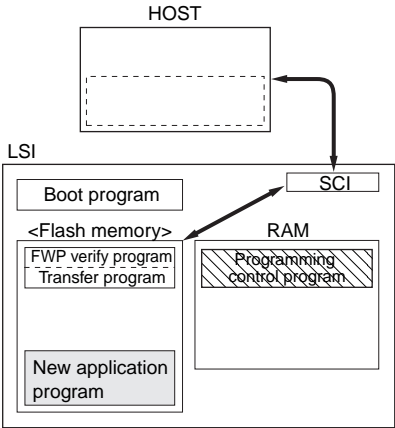 HOST
LSI
SCI
Boot program
<Flash memory>
RAM
FWP verify program
Transfer program
Programming
control program
New application
program